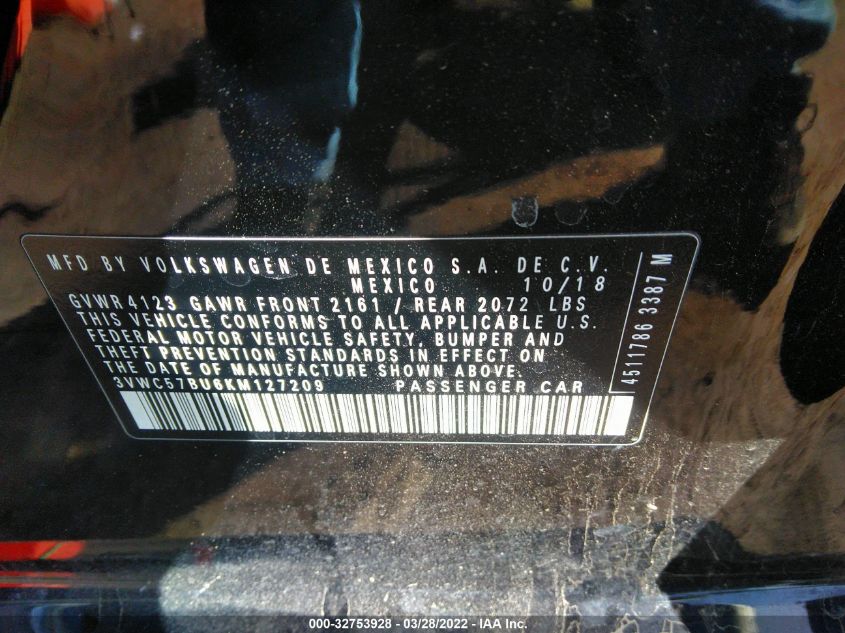 MFD BY VOLKSWAGEN DE MEXICO S.A. DE C.V.
MEXICO 10/18
GVWR 4123 GAWR FRONT 2161 / REAR 2072 LBS
THIS VEHICLE CONFORMS TO ALL APPLICABLE U.S.
FEDERAL MOTOR VEHICLE SAFETY, BUMPER AND
THEFT PREVENTION STANDARDS IN EFFECT ON
THE DATE OF MANUFACTURE SHOWN ABOVE.
3VWC57BU6KM127209 PASSENGER CAR
4511786 3387 M
000-32753928 - 03/28/2022 - IAA Inc.